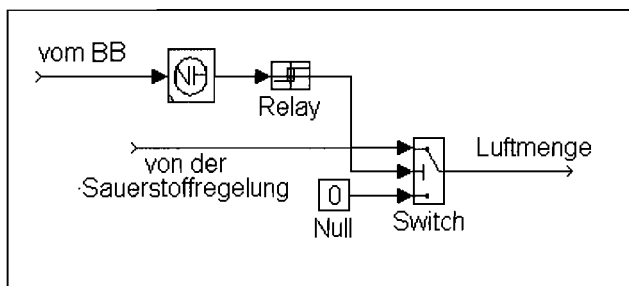 vom BB
NH
Relay
von der
Sauerstoffregelung
Luftmenge
0
Null
Switch